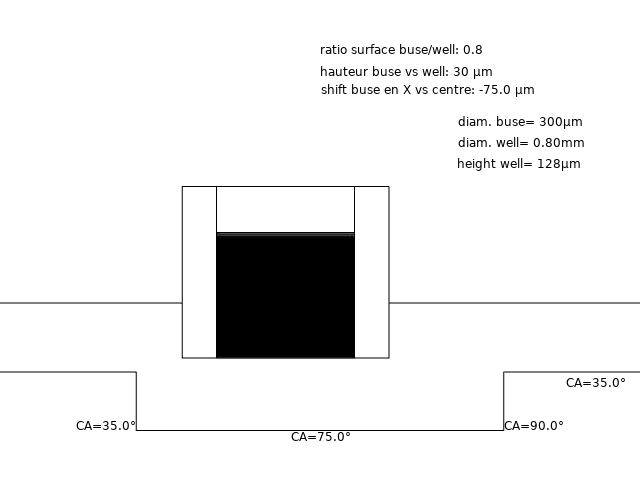 ratio surface buse/well: 0.8
hauteur buse vs well: 30 µm
shift buse en X vs centre: -75.0 µm
diam. buse= 300µm
diam. well= 0.80mm
height well= 128µm
CA=35.0°
CA=35.0°
CA=90.0°
CA=75.0°